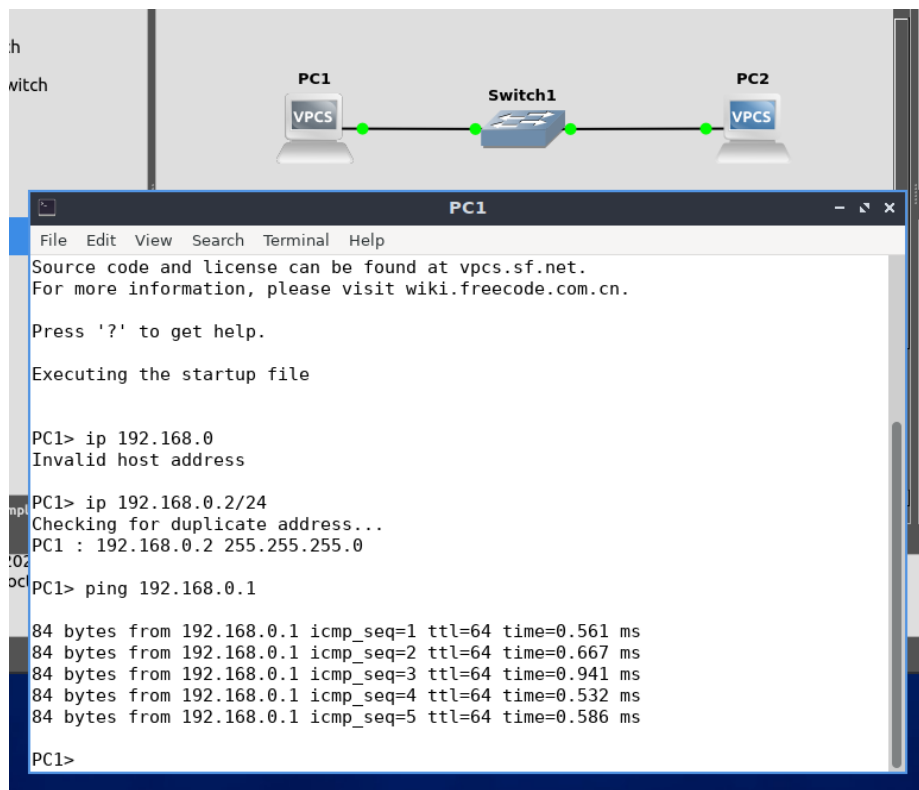 PC1
Switch1
PC2
VPCS
VPCS
PC1
File Edit View Search Terminal Help
Source code and license can be found at vpcs.sf.net.
For more information, please visit wiki.freecode.com.cn.
Press '?' to get help.
Executing the startup file
PC1> ip 192.168.0
Invalid host address
PC1> ip 192.168.0.2/24
Checking for duplicate address...
PC1 : 192.168.0.2 255.255.255.0
PC1> ping 192.168.0.1
84 bytes from 192.168.0.1 icmp_seq=1 ttl=64 time=0.561 ms
84 bytes from 192.168.0.1 icmp_seq=2 ttl=64 time=0.667 ms
84 bytes from 192.168.0.1 icmp_seq=3 ttl=64 time=0.941 ms
84 bytes from 192.168.0.1 icmp_seq=4 ttl=64 time=0.532 ms
84 bytes from 192.168.0.1 icmp_seq=5 ttl=64 time=0.586 ms
PC1>